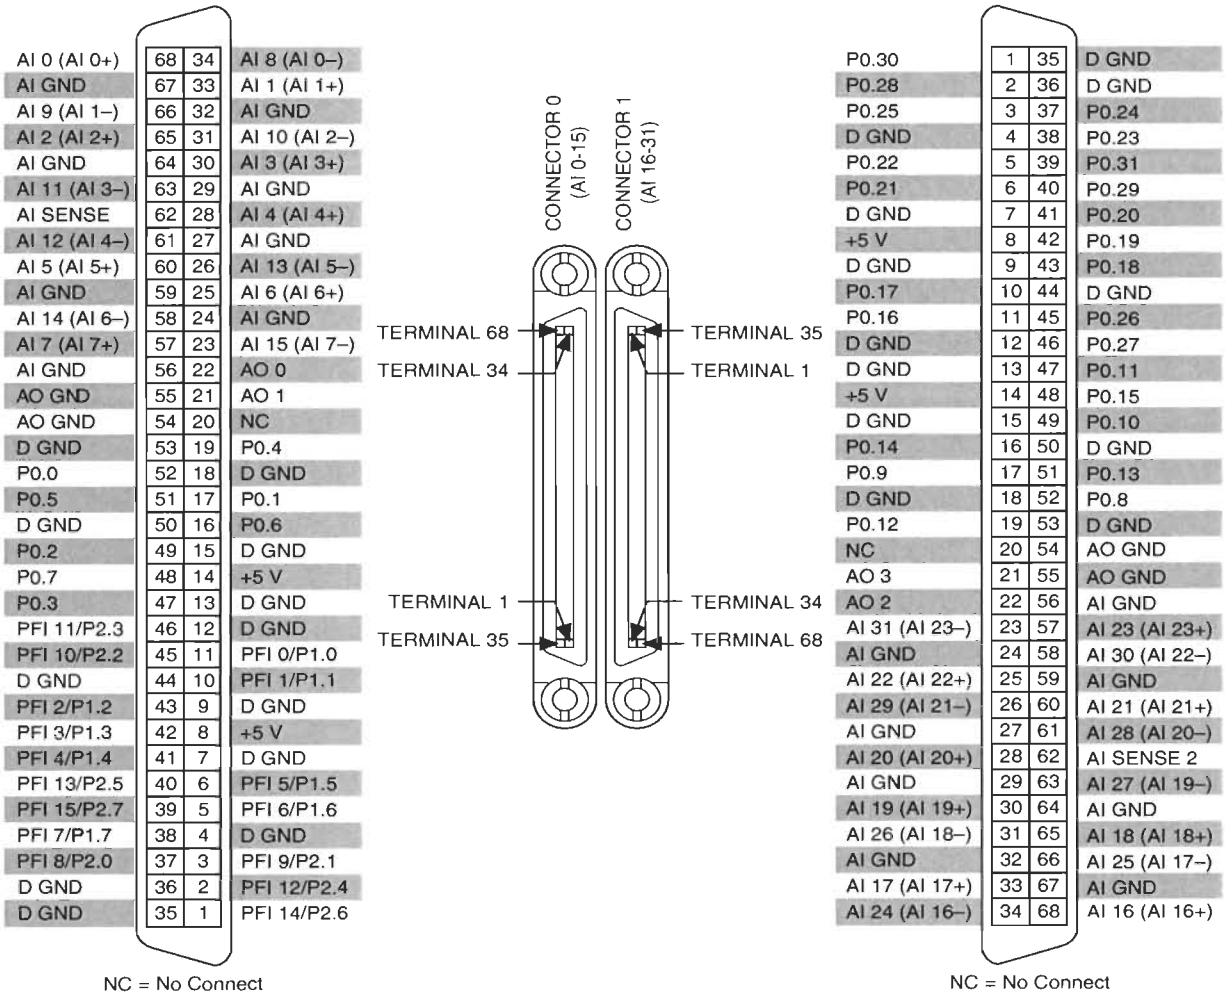 AI 0 (AI 0+) 68 34 AI 8 (AI 0–)
AI GND 67 33 AI 1 (AI 1+)
AI 9 (AI 1–) 66 32 AI GND
AI 2 (AI 2+) 65 31 AI 10 (AI 2–)
AI GND 64 30 AI 3 (AI 3+)
AI 11 (AI 3–) 63 29 AI GND
AI SENSE 62 28 AI 4 (AI 4+)
AI 12 (AI 4–) 61 27 AI GND
AI 5 (AI 5+) 60 26 AI 13 (AI 5–)
AI GND 59 25 AI 6 (AI 6+)
AI 14 (AI 6–) 58 24 AI GND
AI 7 (AI 7+) 57 23 AI 15 (AI 7–)
AI GND 56 22 AO 0
AO GND 55 21 AO 1
AO GND 54 20 NC
D GND 53 19 P0.4
P0.0 52 18 D GND
P0.5 51 17 P0.1
D GND 50 16 P0.6
P0.2 49 15 D GND
P0.7 48 14 +5 V
P0.3 47 13 D GND
PFI 11/P2.3 46 12 D GND
PFI 10/P2.2 45 11 PFI 0/P1.0
D GND 44 10 PFI 1/P1.1
PFI 2/P1.2 43 9 D GND
PFI 3/P1.3 42 8 +5 V
PFI 4/P1.4 41 7 D GND
PFI 13/P2.5 40 6 PFI 5/P1.5
PFI 15/P2.7 39 5 PFI 6/P1.6
PFI 7/P1.7 38 4 D GND
PFI 8/P2.0 37 3 PFI 9/P2.1
D GND 36 2 PFI 12/P2.4
D GND 35 1 PFI 14/P2.6
NC = No Connect
CONNECTOR 0
(AI 0-15)
CONNECTOR 1
(AI 16-31)
TERMINAL 68
TERMINAL 34
TERMINAL 35
TERMINAL 1
TERMINAL 1
TERMINAL 35
TERMINAL 34
TERMINAL 68
P0.30 1 35 D GND
P0.28 2 36 D GND
P0.25 3 37 P0.24
D GND 4 38 P0.23
P0.22 5 39 P0.31
P0.21 6 40 P0.29
D GND 7 41 P0.20
+5 V 8 42 P0.19
D GND 9 43 P0.18
P0.17 10 44 D GND
P0.16 11 45 P0.26
D GND 12 46 P0.27
D GND 13 47 P0.11
+5 V 14 48 P0.15
D GND 15 49 P0.10
P0.14 16 50 D GND
P0.9 17 51 P0.13
D GND 18 52 P0.8
P0.12 19 53 D GND
NC 20 54 AO GND
AO 3 21 55 AO GND
AO 2 22 56 AI GND
AI 31 (AI 23–) 23 57 AI 23 (AI 23+)
AI GND 24 58 AI 30 (AI 22–)
AI 22 (AI 22+) 25 59 AI GND
AI 29 (AI 21–) 26 60 AI 21 (AI 21+)
AI GND 27 61 AI 28 (AI 20–)
AI 20 (AI 20+) 28 62 AI SENSE 2
AI GND 29 63 AI 27 (AI 19–)
AI 19 (AI 19+) 30 64 AI GND
AI 26 (AI 18–) 31 65 AI 18 (AI 18+)
AI GND 32 66 AI 25 (AI 17–)
AI 17 (AI 17+) 33 67 AI GND
AI 24 (AI 16–) 34 68 AI 16 (AI 16+)
NC = No Connect